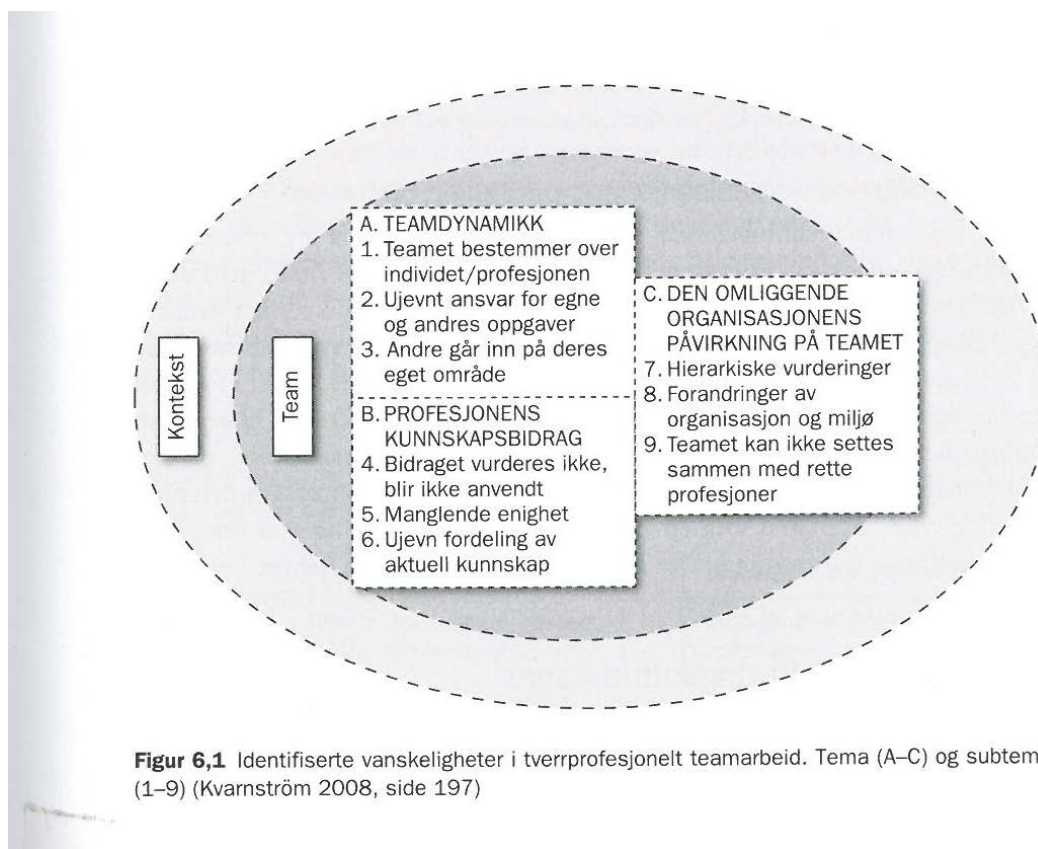 Kontekst
Team
A. TEAMDYNAMIKK
1. Teamet bestemmer over
individet/profesjonen
2. Ujevnt ansvar for egne
og andres oppgaver
3. Andre går inn på deres
eget område
B. PROFESJONENS
KUNNSKAPSBIDRAG
4. Bidraget vurderes ikke,
blir ikke anvendt
5. Manglende enighet
6. Ujevn fordeling av
aktuell kunnskap
C. DEN OMLIGGENDE
ORGANISASJONENS
PÅVIRKNING PÅ TEAMET
7. Hierarkiske vurderinger
8. Forandringer av
organisasjon og miljø
9. Teamet kan ikke settes
sammen med rette
profesjoner
Figur 6,1 Identifiserte vanskeligheter i tverrprofesjonelt teamarbeid. Tema (A–C) og subtem
(1–9) (Kvarnström 2008, side 197)